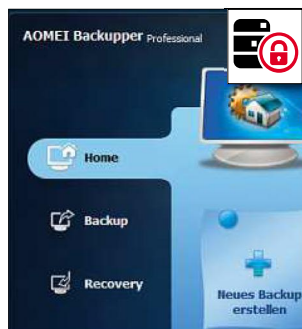 AOMEI Backupper Professional
Home
Backup
Recovery
Neues Backup
erstellen